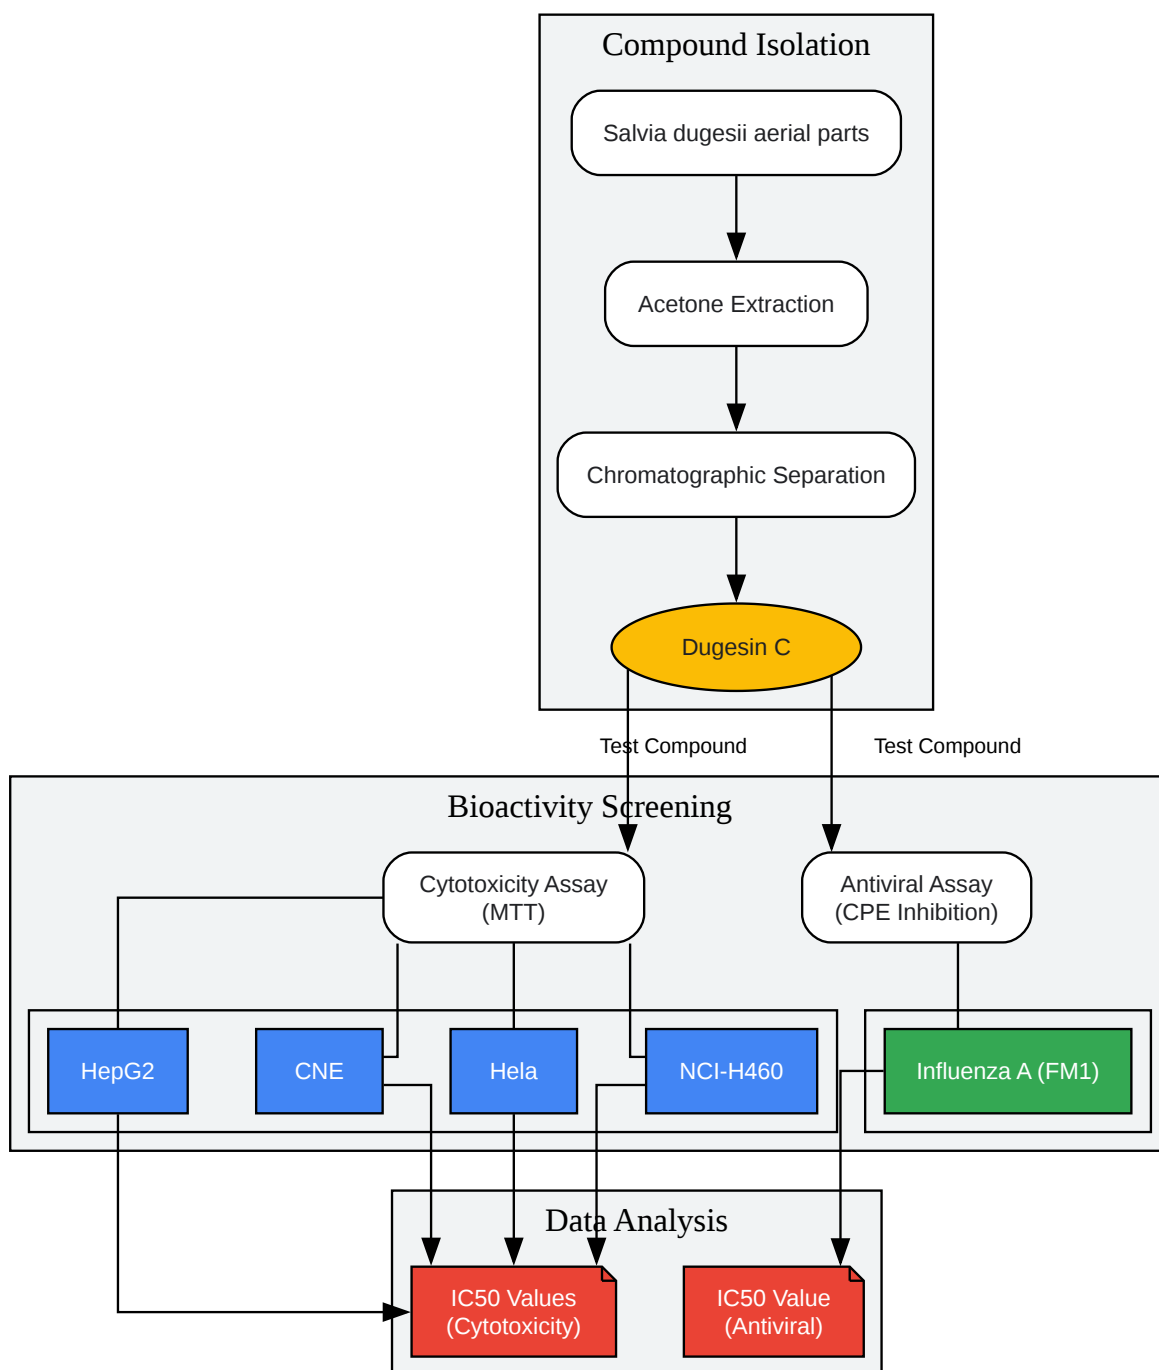 Compound Isolation
Salvia dugesii aerial parts
Acetone Extraction
Chromatographic Separation
Dugesin C
Test Compound
Test Compound
Bioactivity Screening
Cytotoxicity Assay
(MTT)
Antiviral Assay
(CPE Inhibition)
HepG2
CNE
Hela
NCI-H460
Influenza A (FM1)
Data Analysis
IC50 Values
(Cytotoxicity)
IC50 Value
(Antiviral)